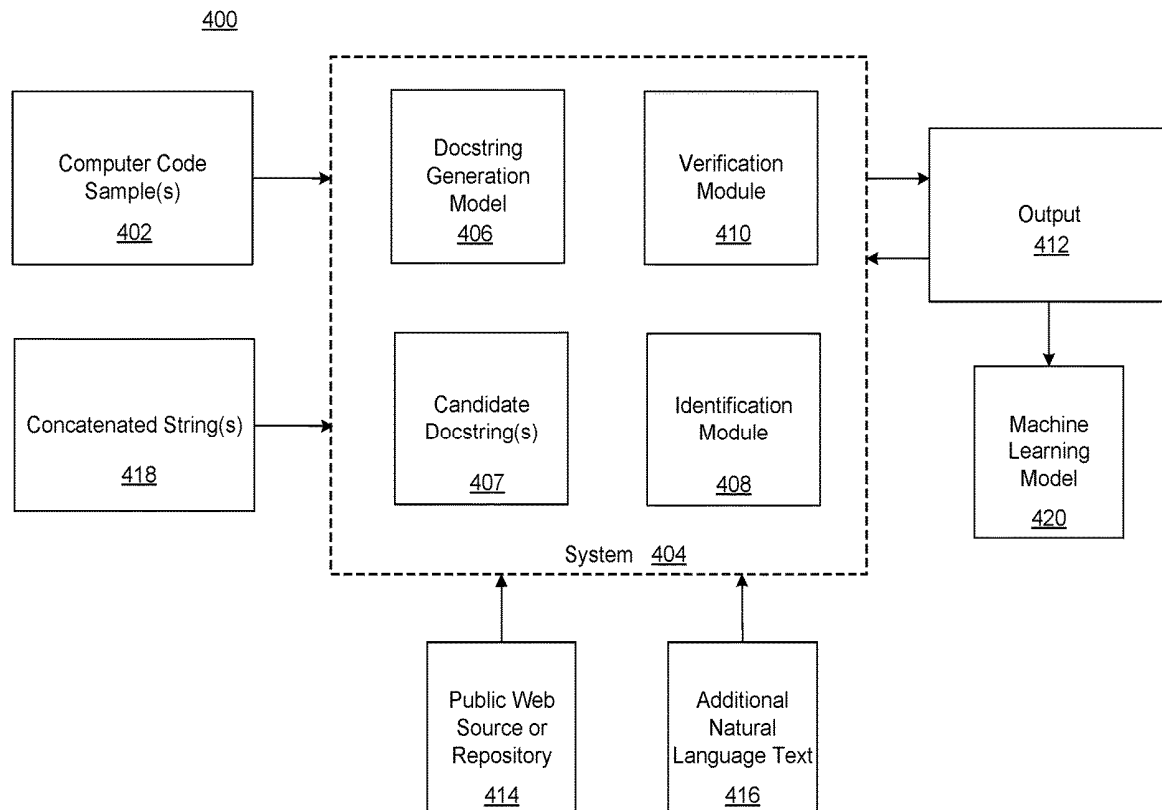 400
Computer Code
Sample(s)
402
Docstring
Generation
Model
406
Verification
Module
410
Output
412
Concatenated String(s)
418
Candidate
Docstring(s)
407
Identification
Module
408
Machine
Learning
Model
420
System 404
Public Web
Source or
Repository
414
Additional
Natural
Language Text
416